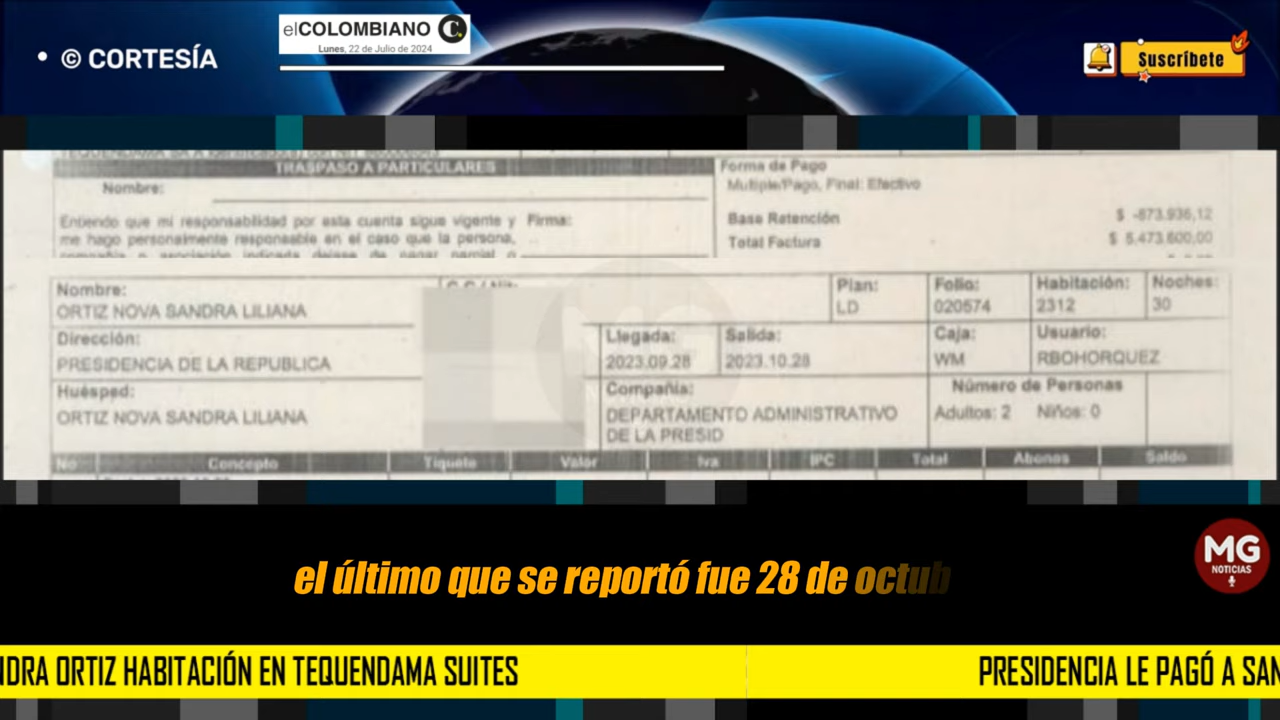 • © CORTESÍA
elCOLOMBIANO C.
Lunes, 22 de Julio de 2024
Suscríbete
TRASPASO A PARTICULARES
Nombre:
Entiendo que mi responsabilidad por esta cuenta sigue vigente y
me hago personalmente responsable en el caso que la persona,
Firma:
Forma de Pago
Multiple/Pago, Final: Efectivo
Base Retención $ -873.936,12
Total Factura $ 5.473.600,00
Nombre:
ORTIZ NOVA SANDRA LILIANA
Plan: Folio: Habitación: Noches:
LD 020574 2312 30
Dirección:
PRESIDENCIA DE LA REPUBLICA
Llegada: Salida: Caja: Usuario:
2023.09.28 2023.10.28 WM RBOHORQUEZ
Huésped:
ORTIZ NOVA SANDRA LILIANA
Compañia:
DEPARTAMENTO ADMINISTRATIVO
DE LA PRESID
Número de Personas
Adultos: 2 Niños: 0
No Concepto Tiquete Valor Iva IPC Total Abonos Saldo
el último que se reportó fue 28 de octub
MG
NOTICIAS
NDRA ORTIZ HABITACIÓN EN TEQUENDAMA SUITES
PRESIDENCIA LE PAGÓ A SAN